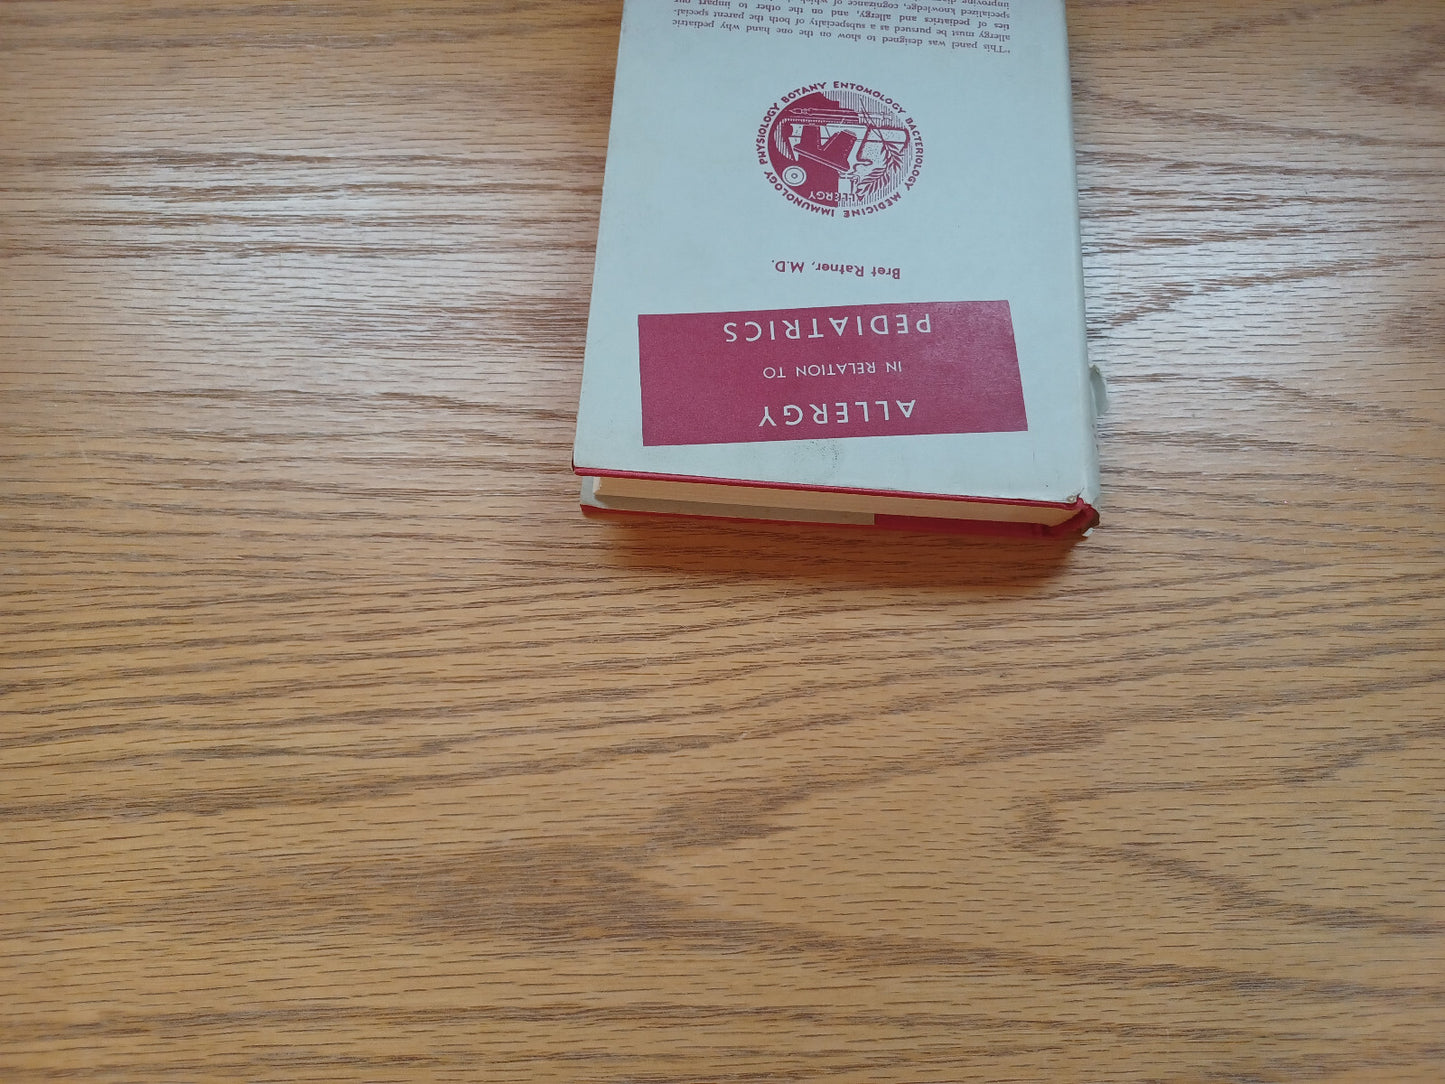 ALLERGY
IN RELATION TO
PEDIATRICS
Bret Ratner, M.D.
PHYSIOLOGY BOTANY ENTOMOLOGY BACTERIOLOGY MEDICINE IMMUNOLOGY
ALLERGY
"This panel was designed to show on the one hand why pediatric
allergy must be pursued as a subspecialty of both the parent special-
ties of pediatrics and allergy, and on the other to impart our
specialized knowledge, cognizance of which
improving